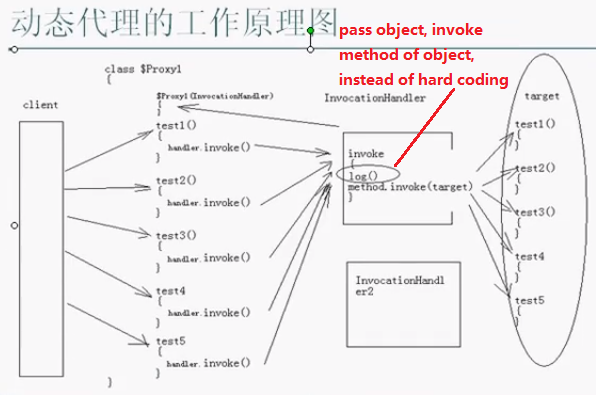 动态代理的工作原理图
pass object, invoke
method of object,
instead of hard coding
class $Proxy1
{
client
$Proxy1(InvocationHandler)
{
}
test1()
{
handler.invoke()
}
test2()
{
handler.invoke()
}
test3()
{
handler.invoke()
}
test4
{
handler.invoke()
}
test5
{
handler.invoke()
}
}
InvocationHandler
invoke
{
log()
method.invoke(target)
}
InvocationHandl
er2
target
test1()
{
}
test2()
{
}
test3()
{
}
test4
{
}
test5
{
}